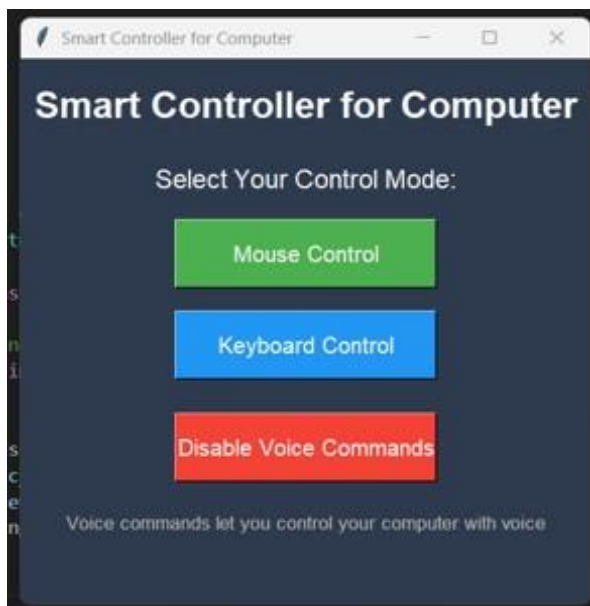 Smart Controller for Computer
Smart Controller for Computer
Select Your Control Mode:
Mouse Control
Keyboard Control
Disable Voice Commands
Voice commands let you control your computer with voice